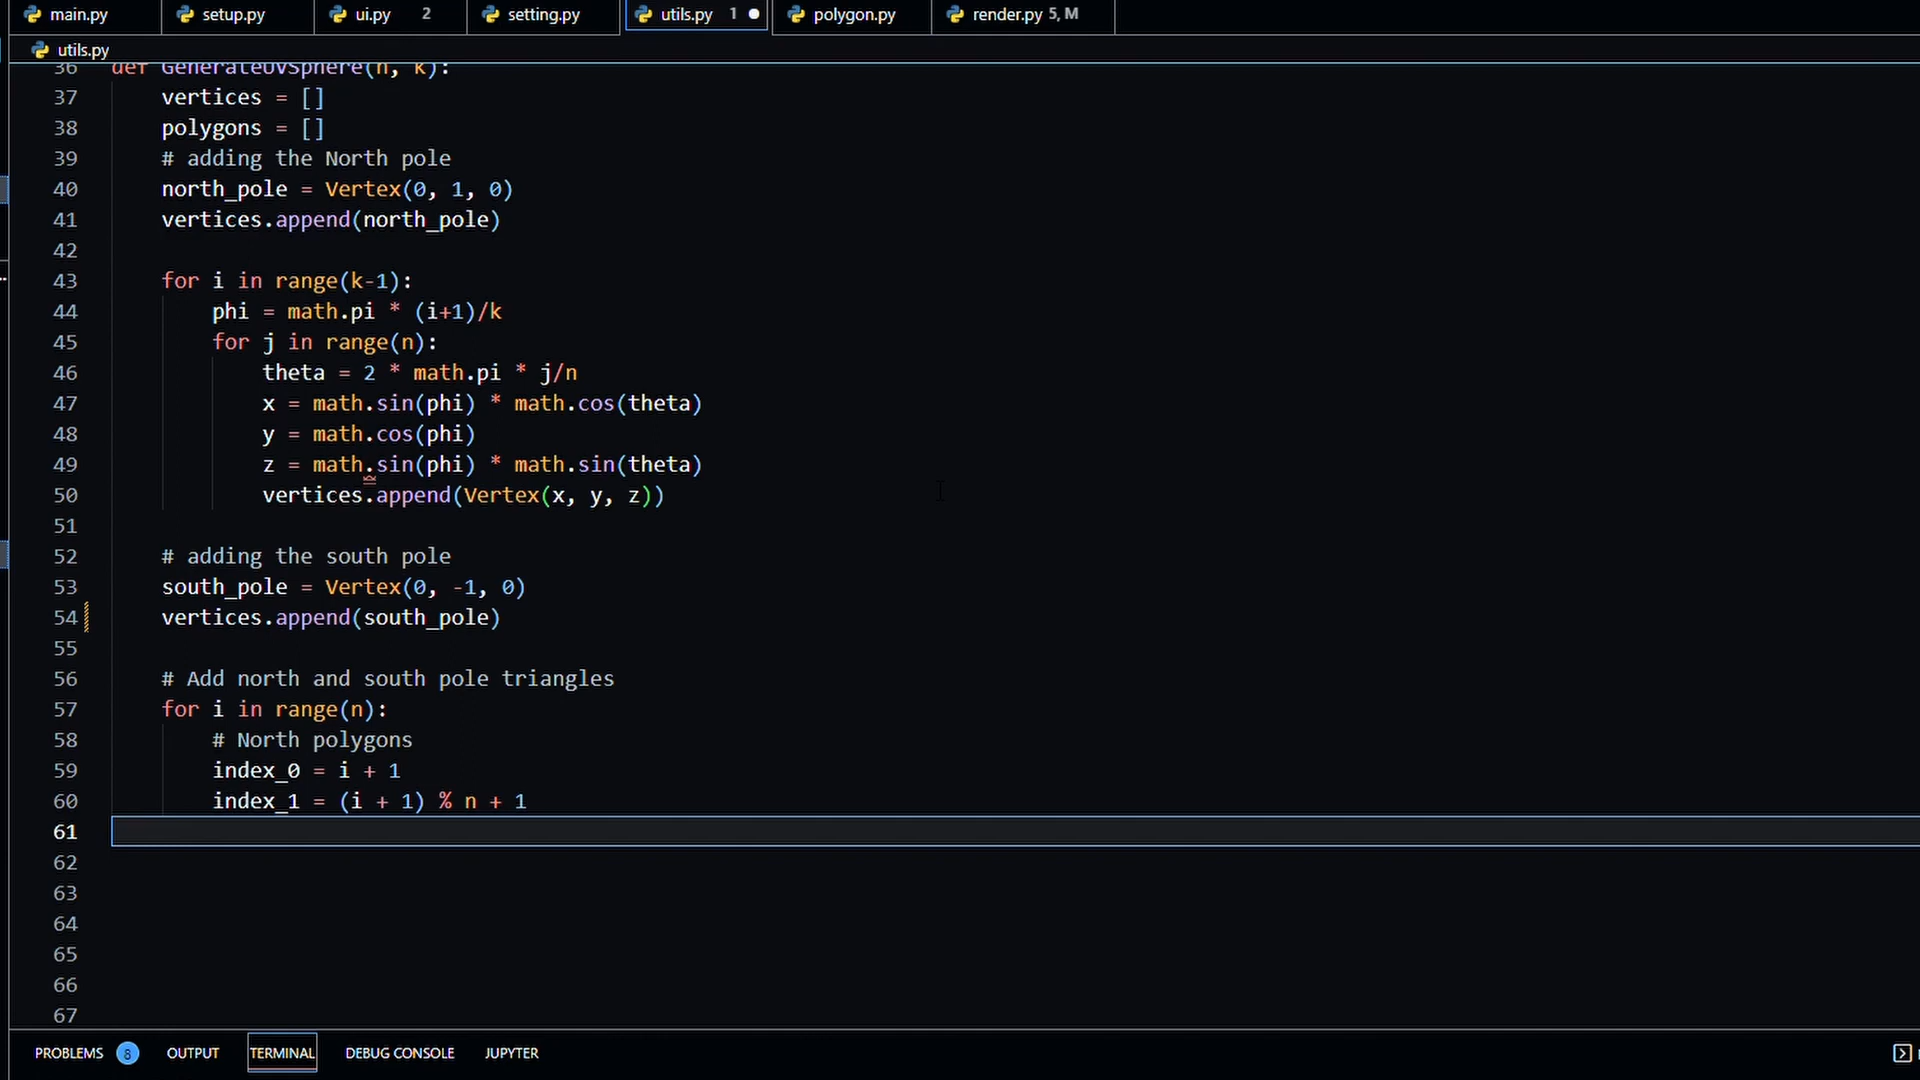 main.py setup.py ui.py 2 setting.py utils.py 1 polygon.py render.py 5, M
utils.py
36 def GenerateUVSphere(n, k):
37     vertices = []
38     polygons = []
39     # adding the North pole
40     north_pole = Vertex(0, 1, 0)
41     vertices.append(north_pole)
42
43     for i in range(k-1):
44         phi = math.pi * (i+1)/k
45         for j in range(n):
46             theta = 2 * math.pi * j/n
47             x = math.sin(phi) * math.cos(theta)
48             y = math.cos(phi)
49             z = math.sin(phi) * math.sin(theta)
50             vertices.append(Vertex(x, y, z))
51
52     # adding the south pole
53     south_pole = Vertex(0, -1, 0)
54     vertices.append(south_pole)
55
56     # Add north and south pole triangles
57     for i in range(n):
58         # North polygons
59         index_0 = i + 1
60         index_1 = (i + 1) % n + 1
61
62
63
64
65
66
67
PROBLEMS 8 OUTPUT TERMINAL DEBUG CONSOLE JUPYTER